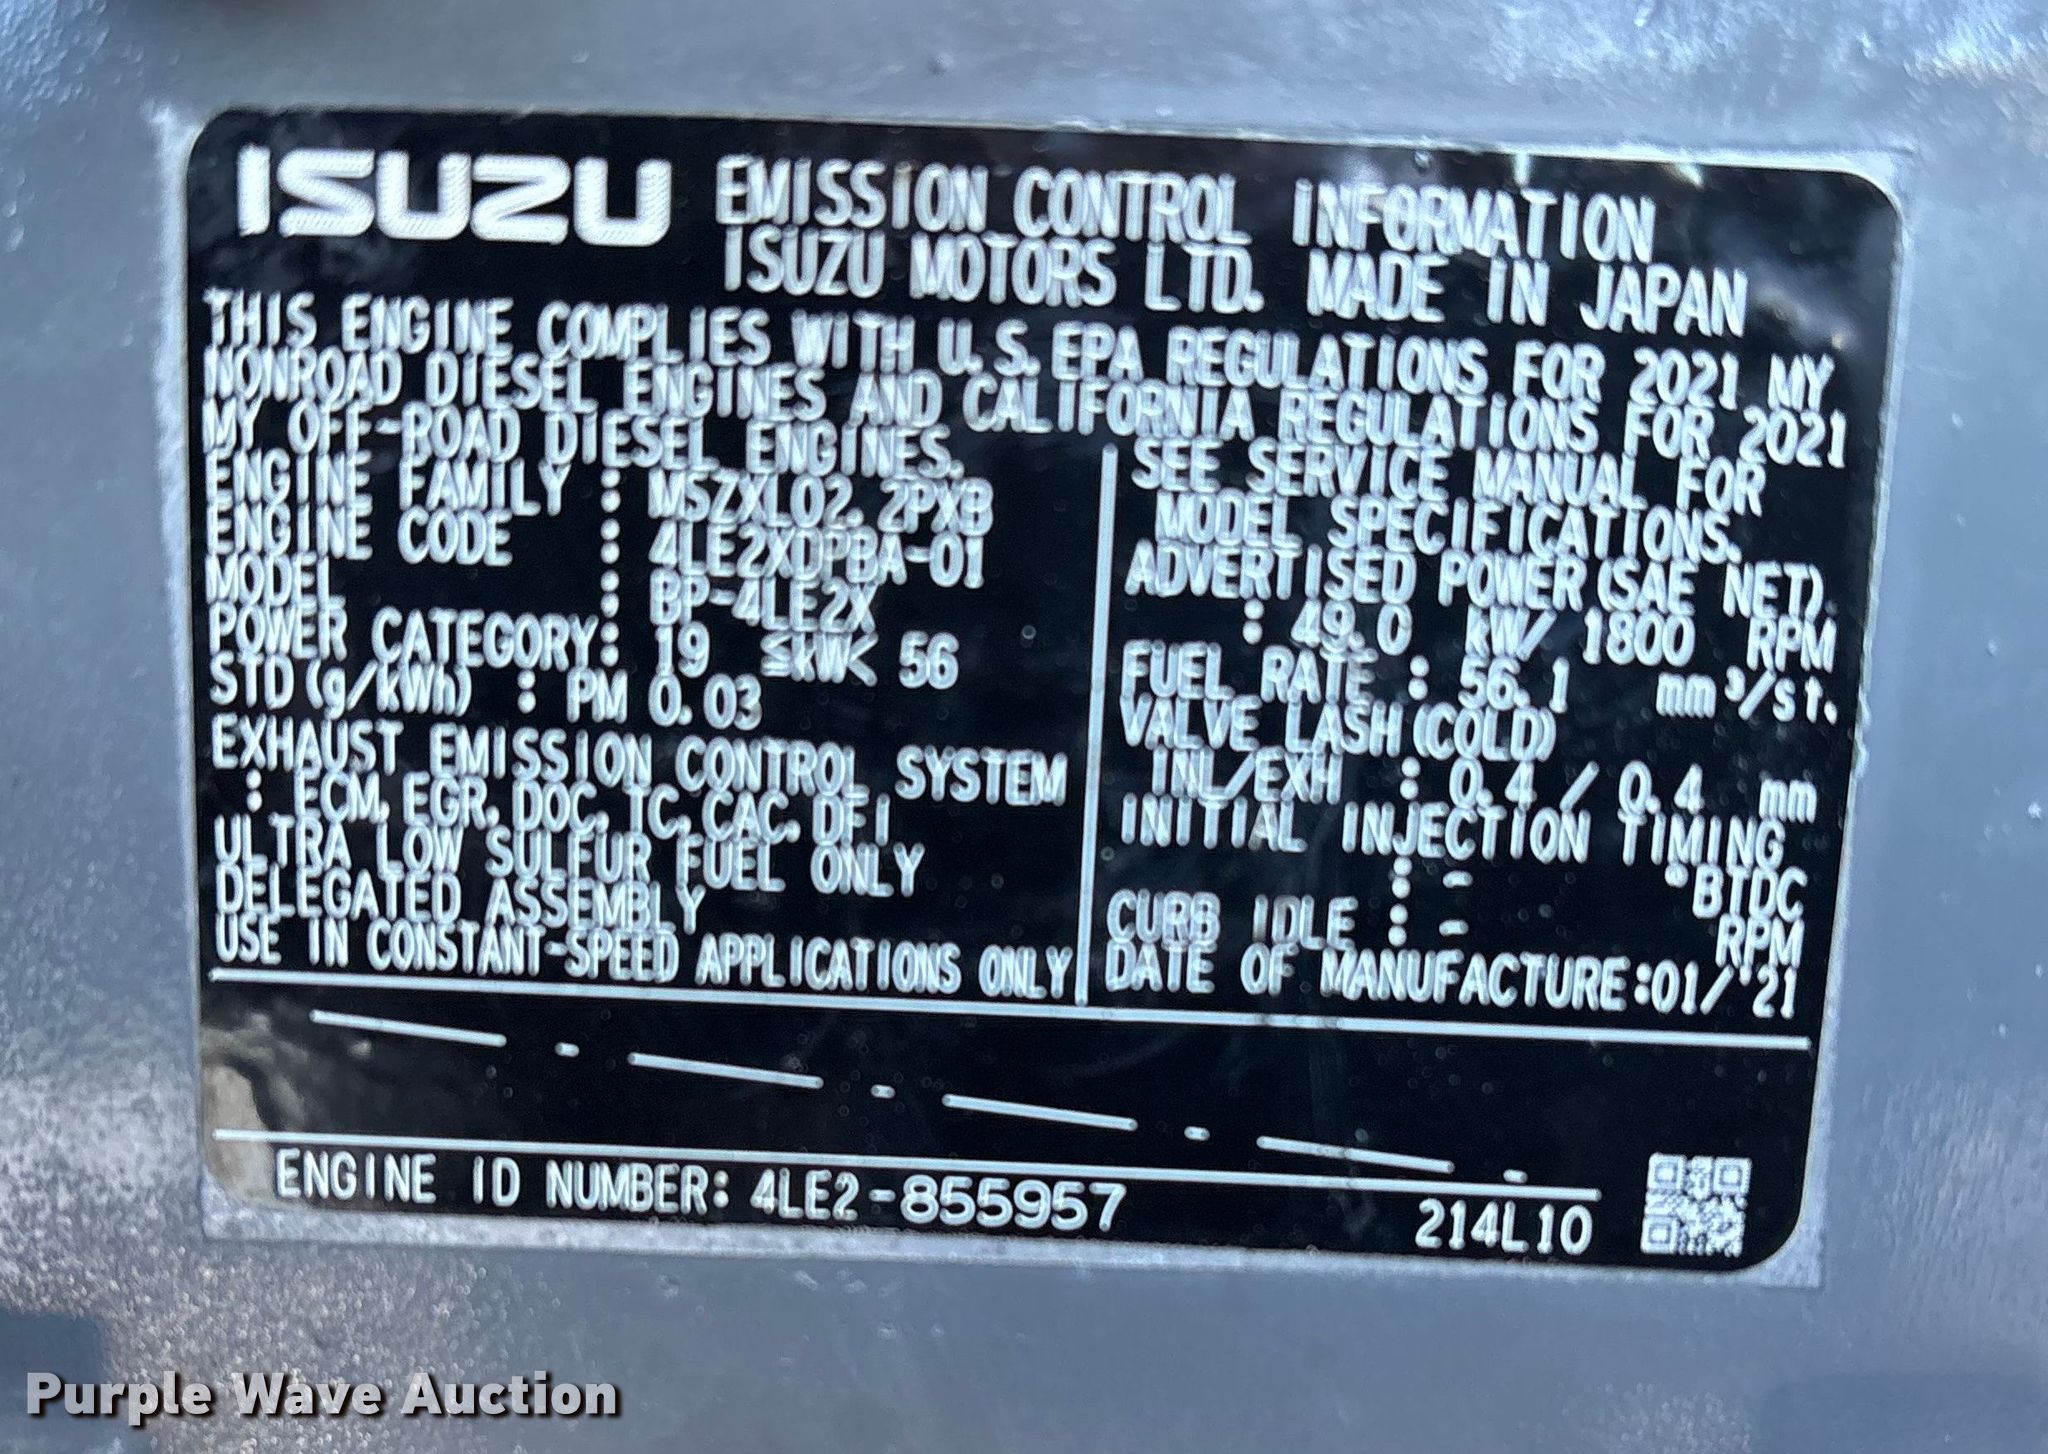 ISUZU EMISSION CONTROL INFORMATION
ISUZU MOTORS LTD. MADE IN JAPAN
THIS ENGINE COMPLIES WITH U.S. EPA REGULATIONS FOR 2021 MY
NONROAD DIESEL ENGINES AND CALIFORNIA REGULATIONS FOR 2021
MY OFF-ROAD DIESEL ENGINES.
ENGINE FAMILY : MSZXL02.2PXB
ENGINE CODE : 4LE2XDPBA-01
MODEL : BP-4LE2X
POWER CATEGORY: 19 ≤kW< 56
STD (g/kWh) : PM 0.03
EXHAUST EMISSION CONTROL SYSTEM
: ECM, EGR, DOC, TC, CAC, DFI
ULTRA LOW SULFUR FUEL ONLY
DELEGATED ASSEMBLY
USE IN CONSTANT-SPEED APPLICATIONS ONLY
SEE SERVICE MANUAL FOR
MODEL SPECIFICATIONS.
ADVERTISED POWER (SAE NET).
: 49.0 kW/ 1800 RPM
FUEL RATE : 56.1 mm³/st.
VALVE LASH (COLD)
INL/EXH : 0.4 / 0.4 mm
INITIAL INJECTION TIMING
: - °BTDC
CURB IDLE : - RPM
DATE OF MANUFACTURE:01/'21
ENGINE ID NUMBER: 4LE2-855957
214L10
Purple Wave Auction